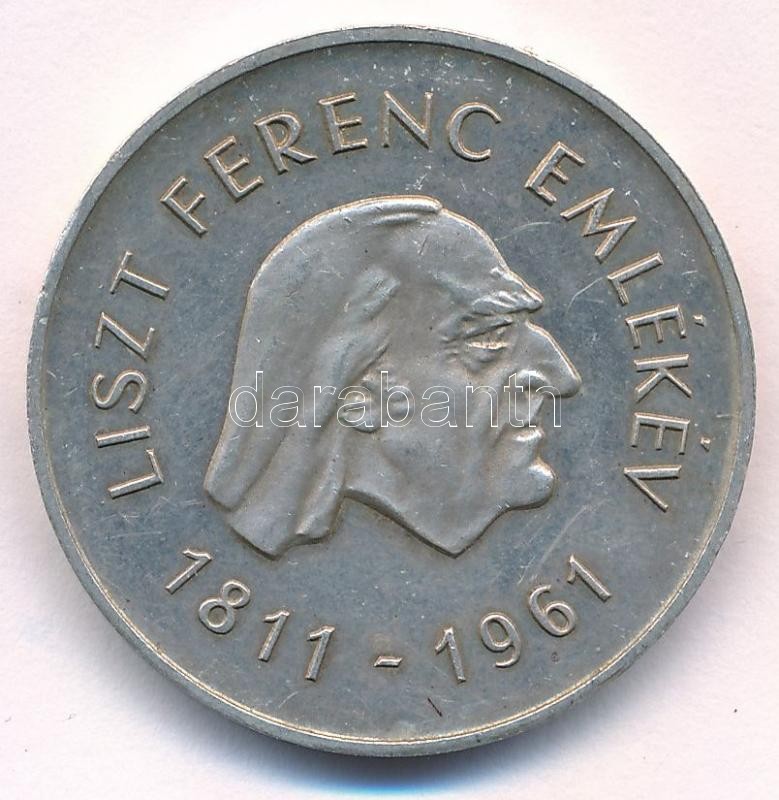 LISZT FERENC EMLÉKÉV
1811 - 1961
darabanth